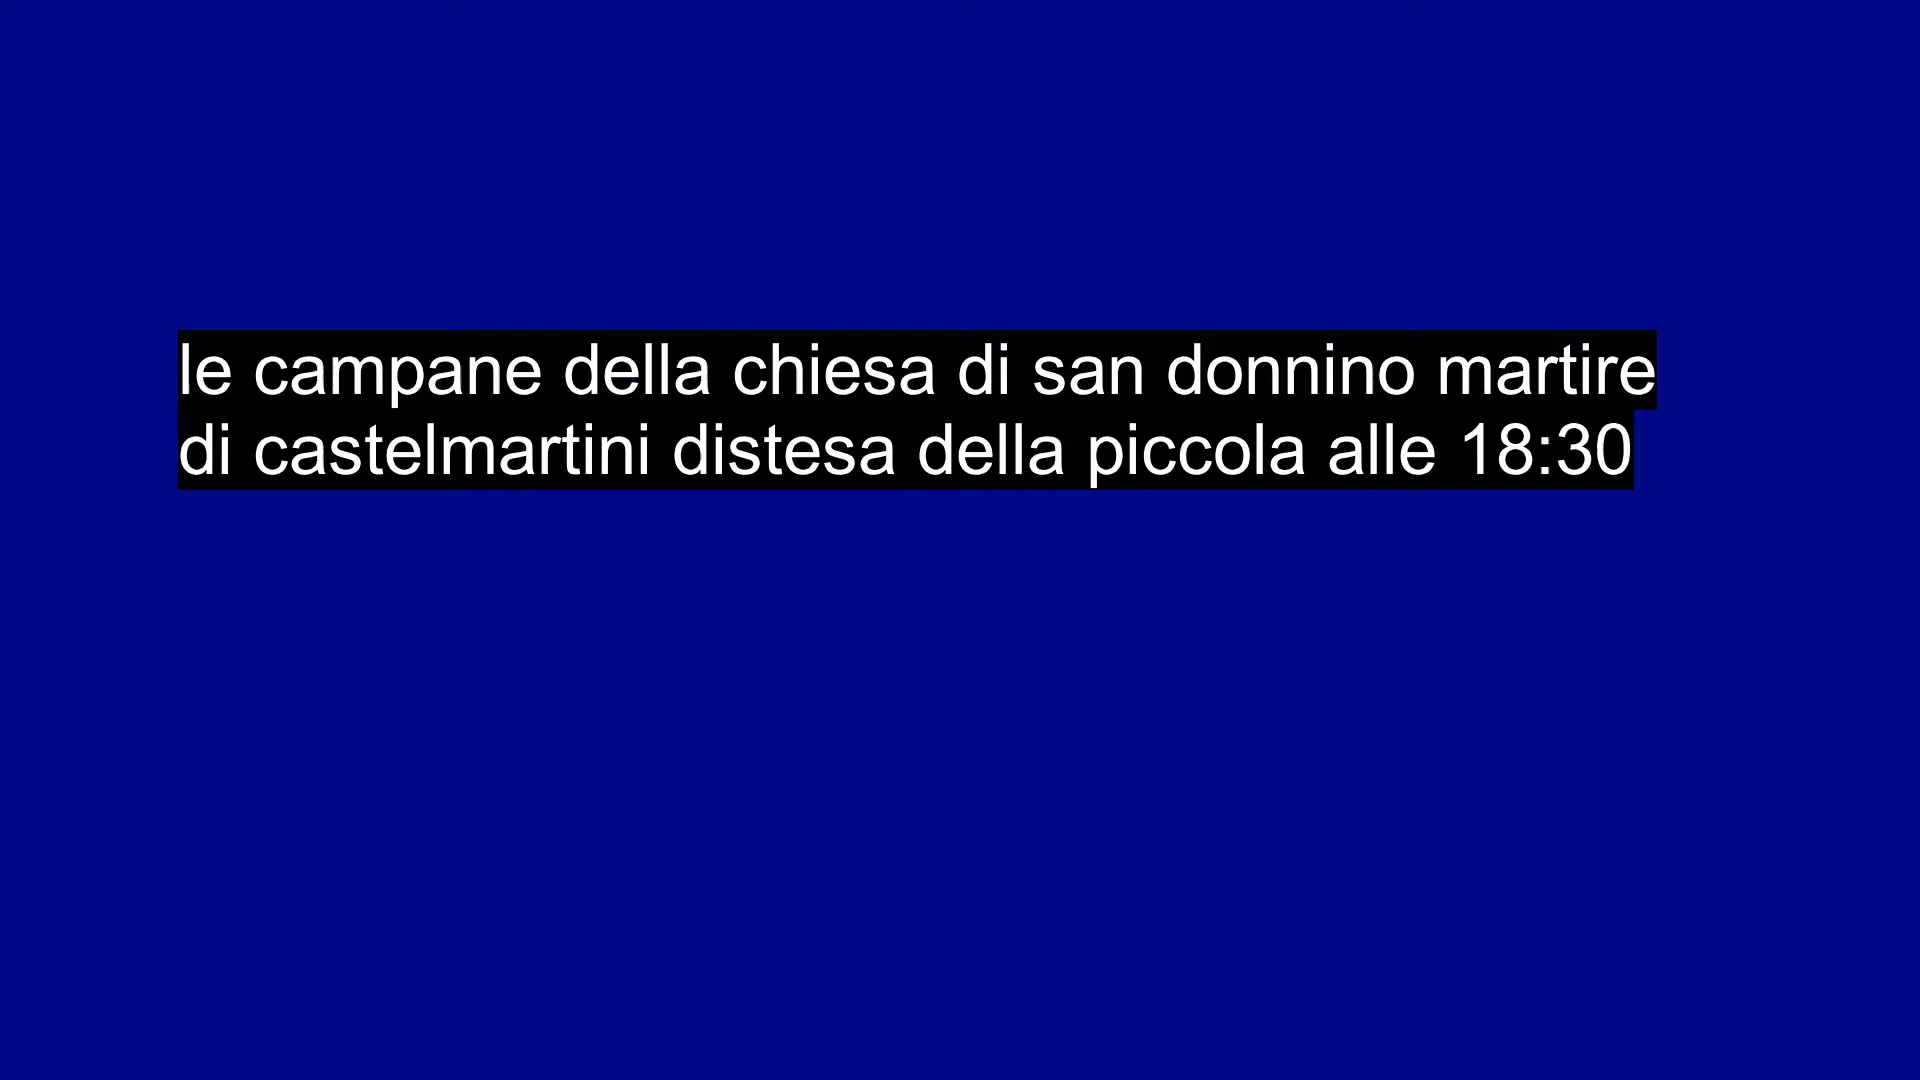 le campane della chiesa di san donnino martire
di castelmartini distesa della piccola alle 18:30